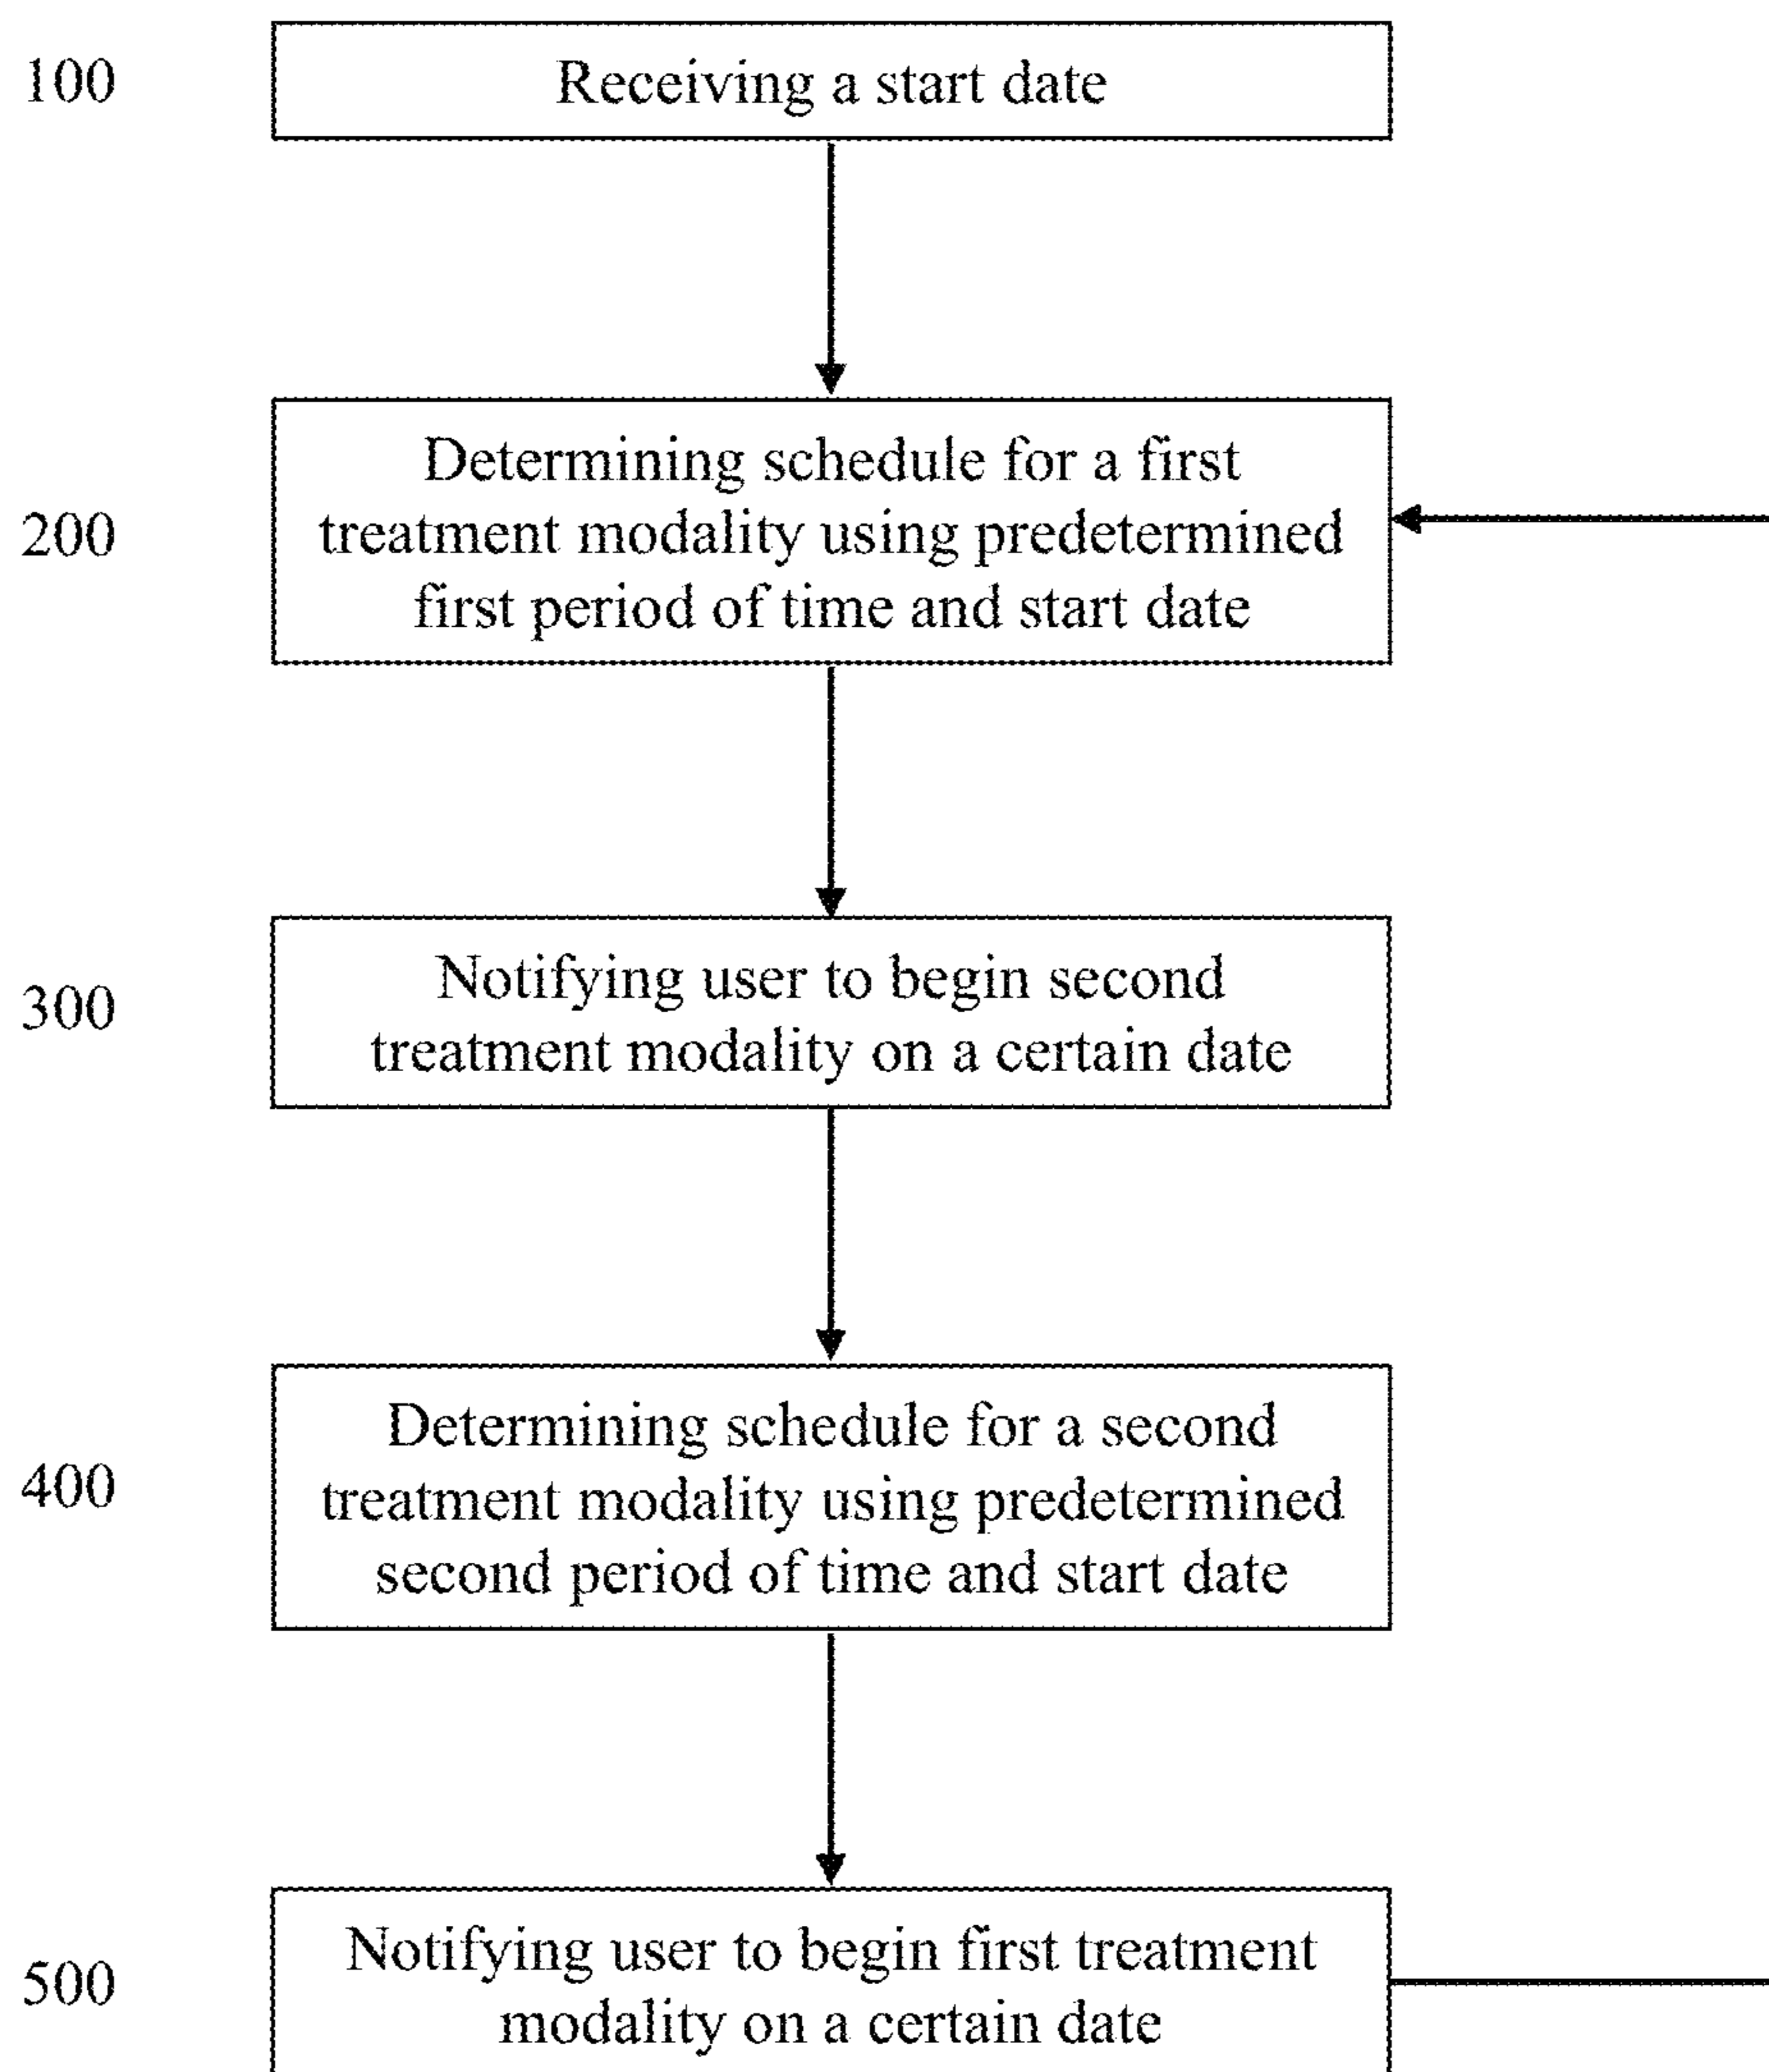 100
Receiving a start date
200
Determining schedule for a first
treatment modality using predetermined
first period of time and start date
300
Notifying user to begin second
treatment modality on a certain date
400
Determining schedule for a second
treatment modality using predetermined
second period of time and start date
500
Notifying user to begin first treatment
modality on a certain date